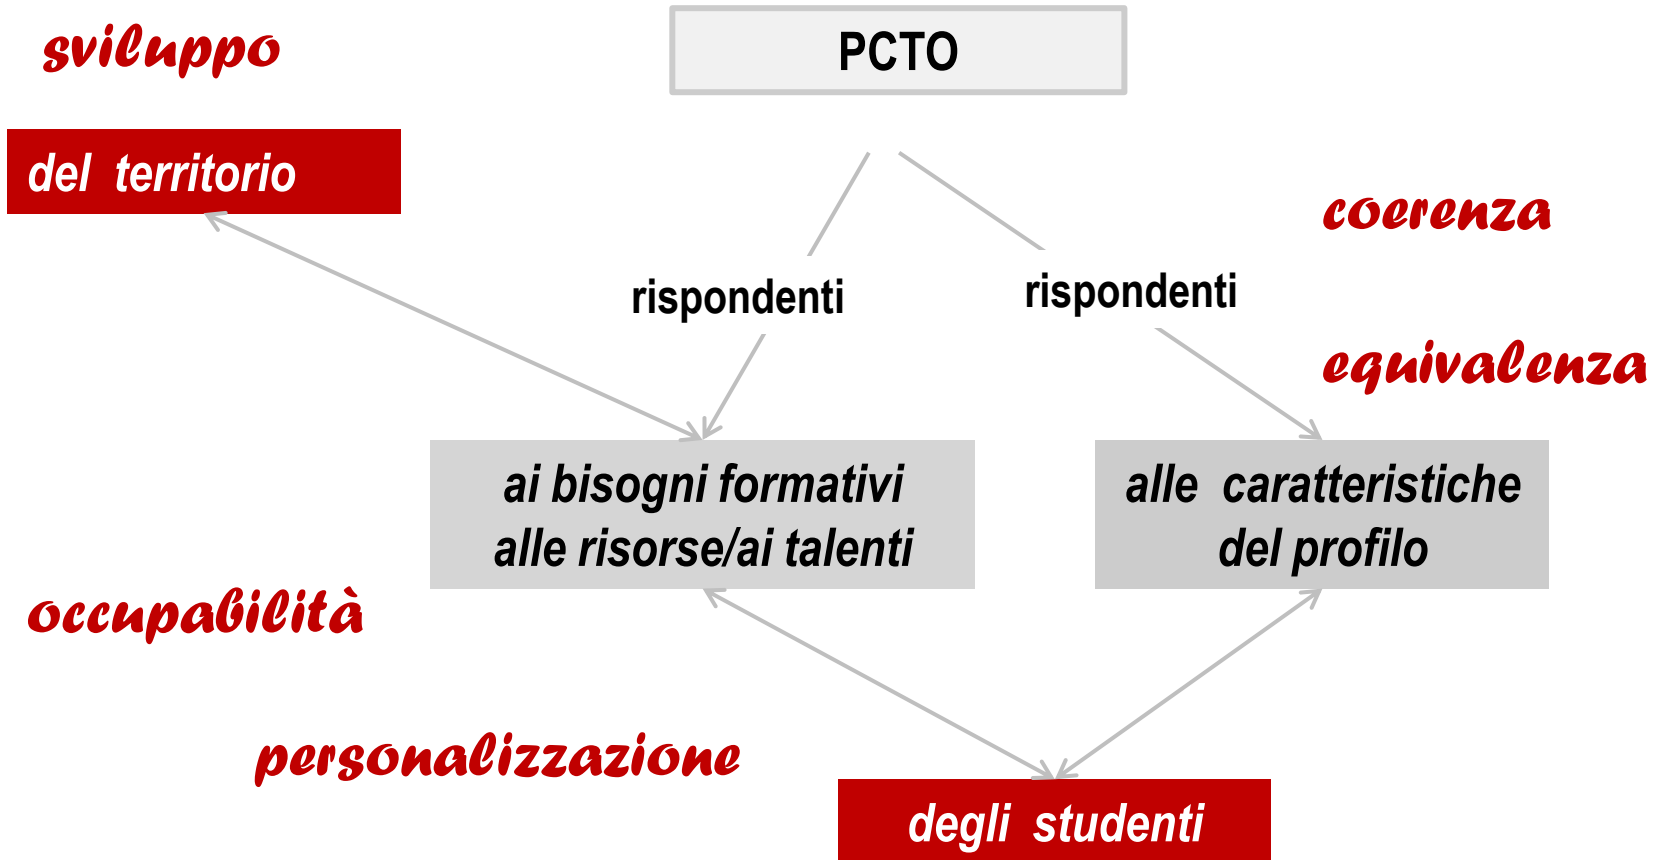 sviluppo
PCTO
del territorio
coerenza
rispondenti
rispondenti
equivalenza
ai bisogni formativi
alle risorse/ai talenti
alle caratteristiche
del profilo
occupabilità
personalizzazione
degli studenti